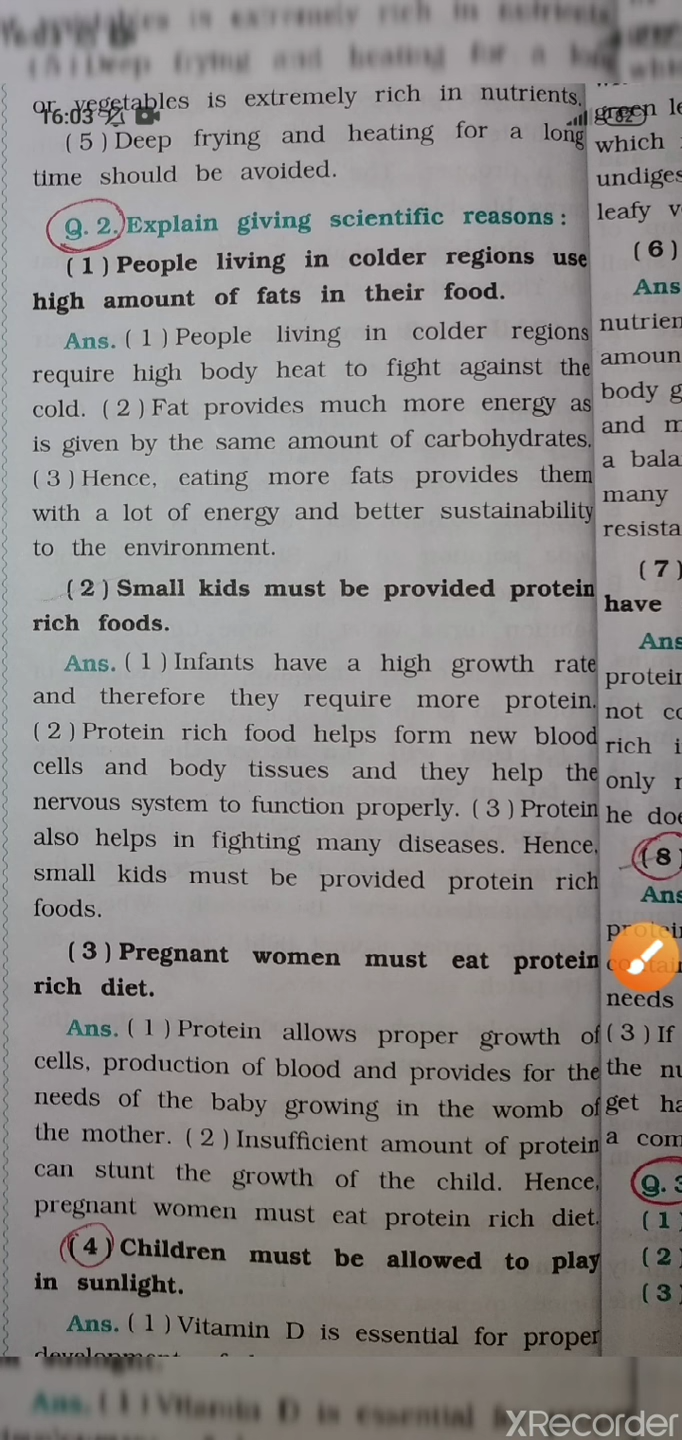 or vegetables is extremely rich in nutrients.
16:03
82
( 5 ) Deep frying and heating for a long
time should be avoided.
Q. 2. Explain giving scientific reasons :
( 1 ) People living in colder regions use
high amount of fats in their food.
Ans. ( 1 ) People living in colder regions
require high body heat to fight against the
cold. ( 2 ) Fat provides much more energy as
is given by the same amount of carbohydrates.
( 3 ) Hence, eating more fats provides them
with a lot of energy and better sustainability
to the environment.
( 2 ) Small kids must be provided protein
rich foods.
Ans. ( 1 ) Infants have a high growth rate
and therefore they require more protein.
( 2 ) Protein rich food helps form new blood
cells and body tissues and they help the
nervous system to function properly. ( 3 ) Protein
also helps in fighting many diseases. Hence,
small kids must be provided protein rich
foods.
( 3 ) Pregnant women must eat protein
rich diet.
Ans. ( 1 ) Protein allows proper growth of
cells, production of blood and provides for the
needs of the baby growing in the womb of
the mother. ( 2 ) Insufficient amount of protein
can stunt the growth of the child. Hence,
pregnant women must eat protein rich diet.
( 4 ) Children must be allowed to play
in sunlight.
Ans. ( 1 ) Vitamin D is essential for proper
green
which
leafy
( 6 )
Ans
body
and
a
many
( 7 )
have
Ans
not
rich
only
he
( 8 )
Ans
needs
( 3 ) If
the
get
a
Q. 3
( 1 )
( 2 )
( 3 )
XRecorder